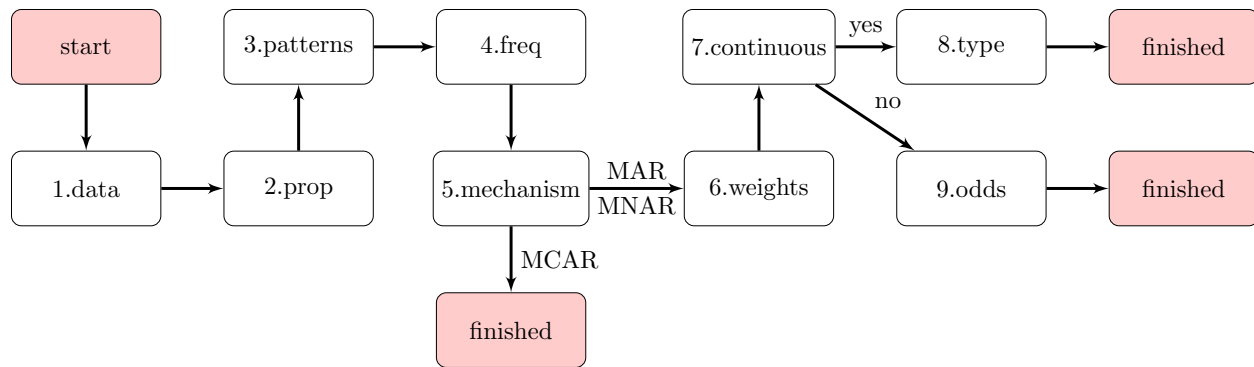 start
3.patterns
4.freq
7.continuous
yes
8.type
finished
no
1.data
2.prop
5.mechanism
MAR
MNAR
6.weights
9.odds
finished
MCAR
finished